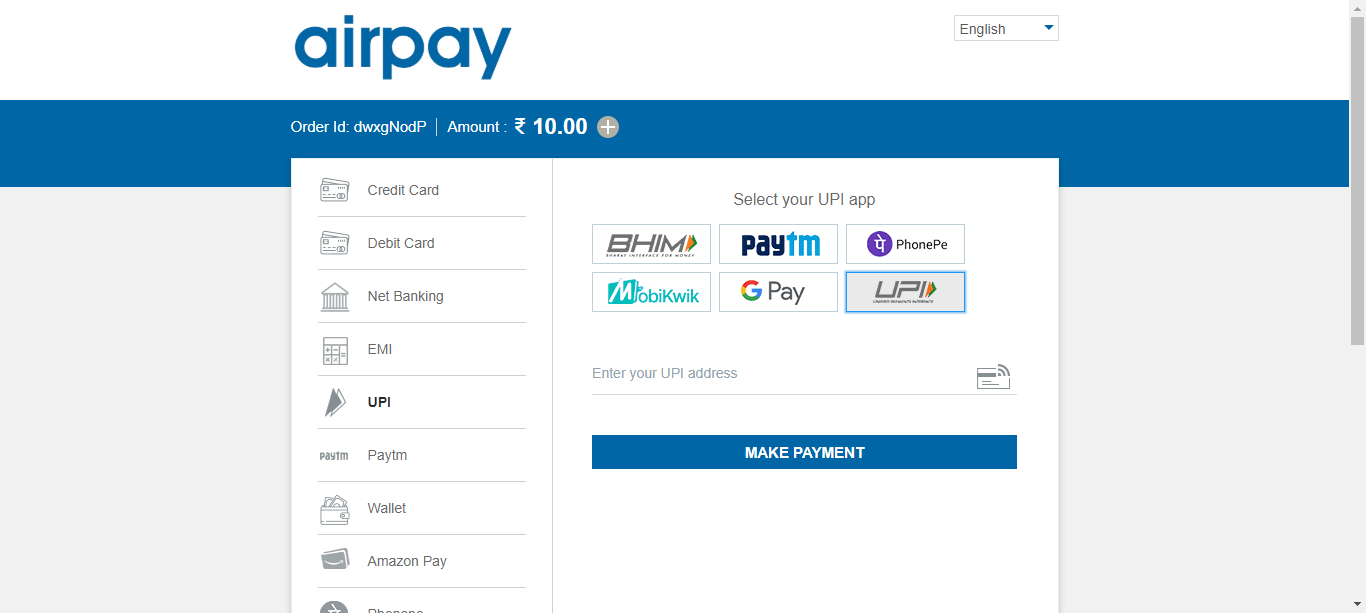 airpay
English
Order Id: dwxgNodP | Amount : ₹ 10.00
Credit Card
Debit Card
Net Banking
EMI
UPI
Paytm
Paytm
Wallet
Amazon Pay
Phonepe
Select your UPI app
BHIM
BHARAT INTERFACE FOR MONEY
Paytm
पे PhonePe
MobiKwik
G Pay
UPI
UNIFIED PAYMENTS INTERFACE
Enter your UPI address
MAKE PAYMENT